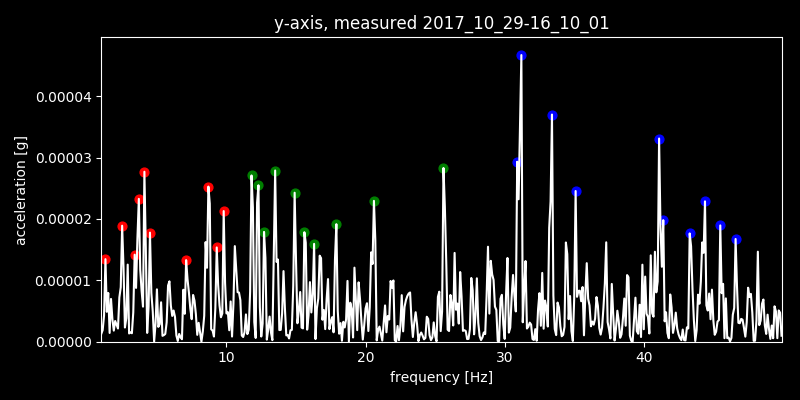 y-axis, measured 2017_10_29-16_10_01
0.00004
0.00003
0.00002
0.00001
0.00000
acceleration [g]
10 20 30 40
frequency [Hz]